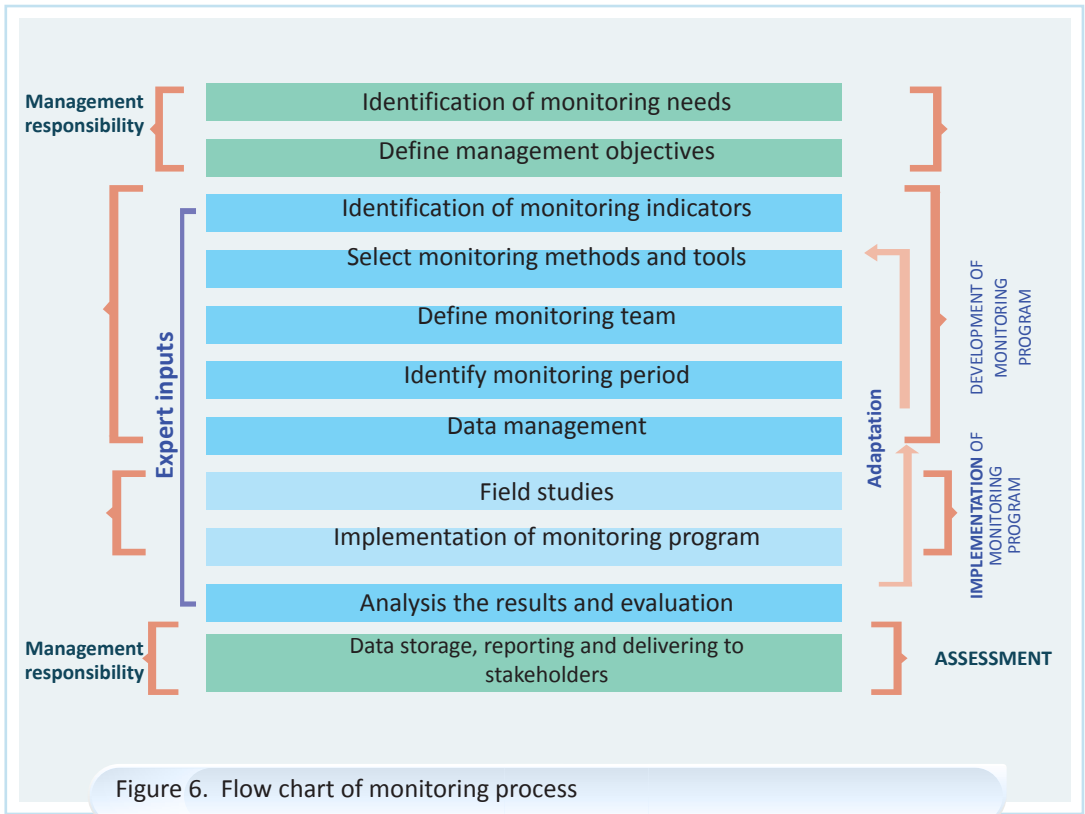 Management
responsibility
Identification of monitoring needs
Define management objectives
Identification of monitoring indicators
Select monitoring methods and tools
Define monitoring team
Identify monitoring period
Data management
Field studies
Implementation of monitoring program
Analysis the results and evaluation
Data storage, reporting and delivering to
stakeholders
Expert inputs
Adaptation
DEVELOPMENT OF
MONITORING
PROGRAM
IMPLEMENTATION OF
MONITORING
PROGRAM
Management
responsibility
ASSESSMENT
Figure 6. Flow chart of monitoring process